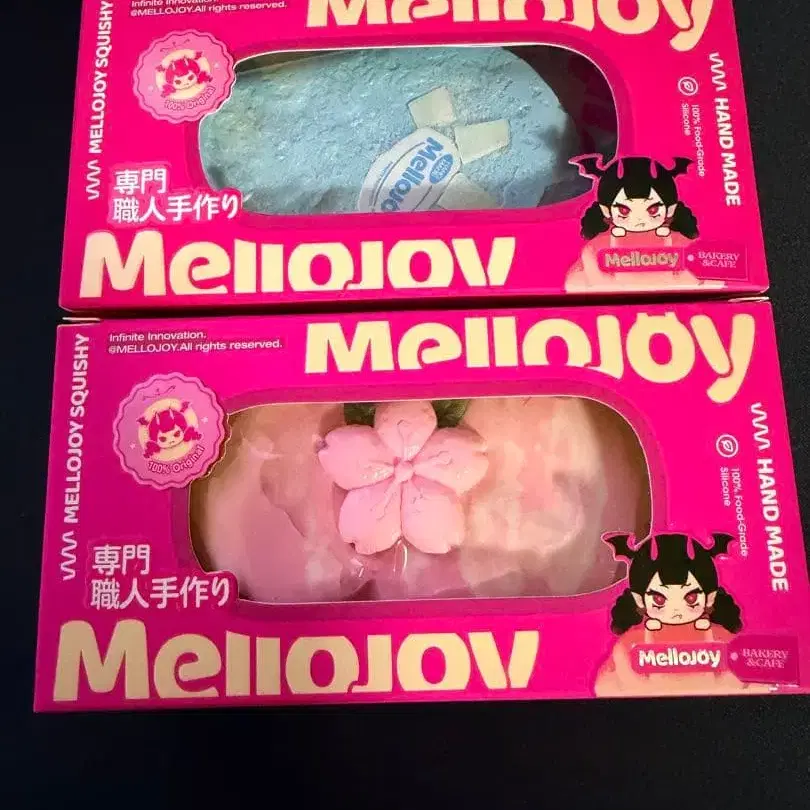 Infinite Innovation.
@MELLOJOY.All rights reserved.
MelloJOy
MELLOJOY SQUISHY
100% Original
100% Food-Grade
Silicone
HAND MADE
専門
職人手作り
MelloJOy
MelloJOy
MelloJOy
BAKERY
&CAFE
Infinite Innovation.
@MELLOJOY.All rights reserved.
MelloJOy
MELLOJOY SQUISHY
100% Original
100% Food-Grade
Silicone
HAND MADE
専門
職人手作り
MelloJOy
MelloJOy
BAKERY
&CAFE